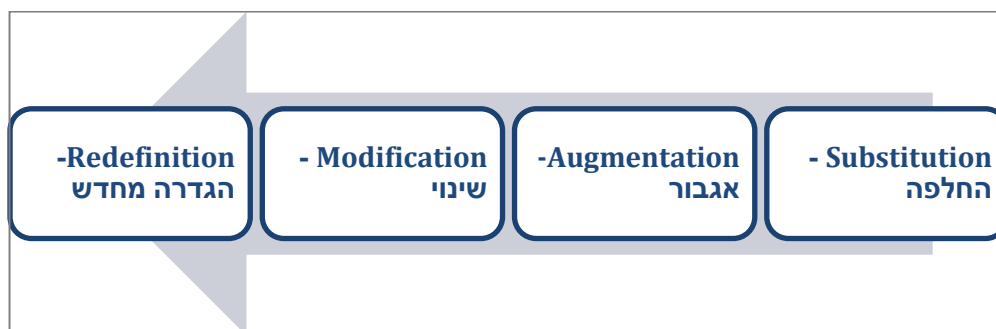 Substitution -
החלפה
Augmentation-
אגבור
Modification -
שינוי
Redefinition-
הגדרה מחדש